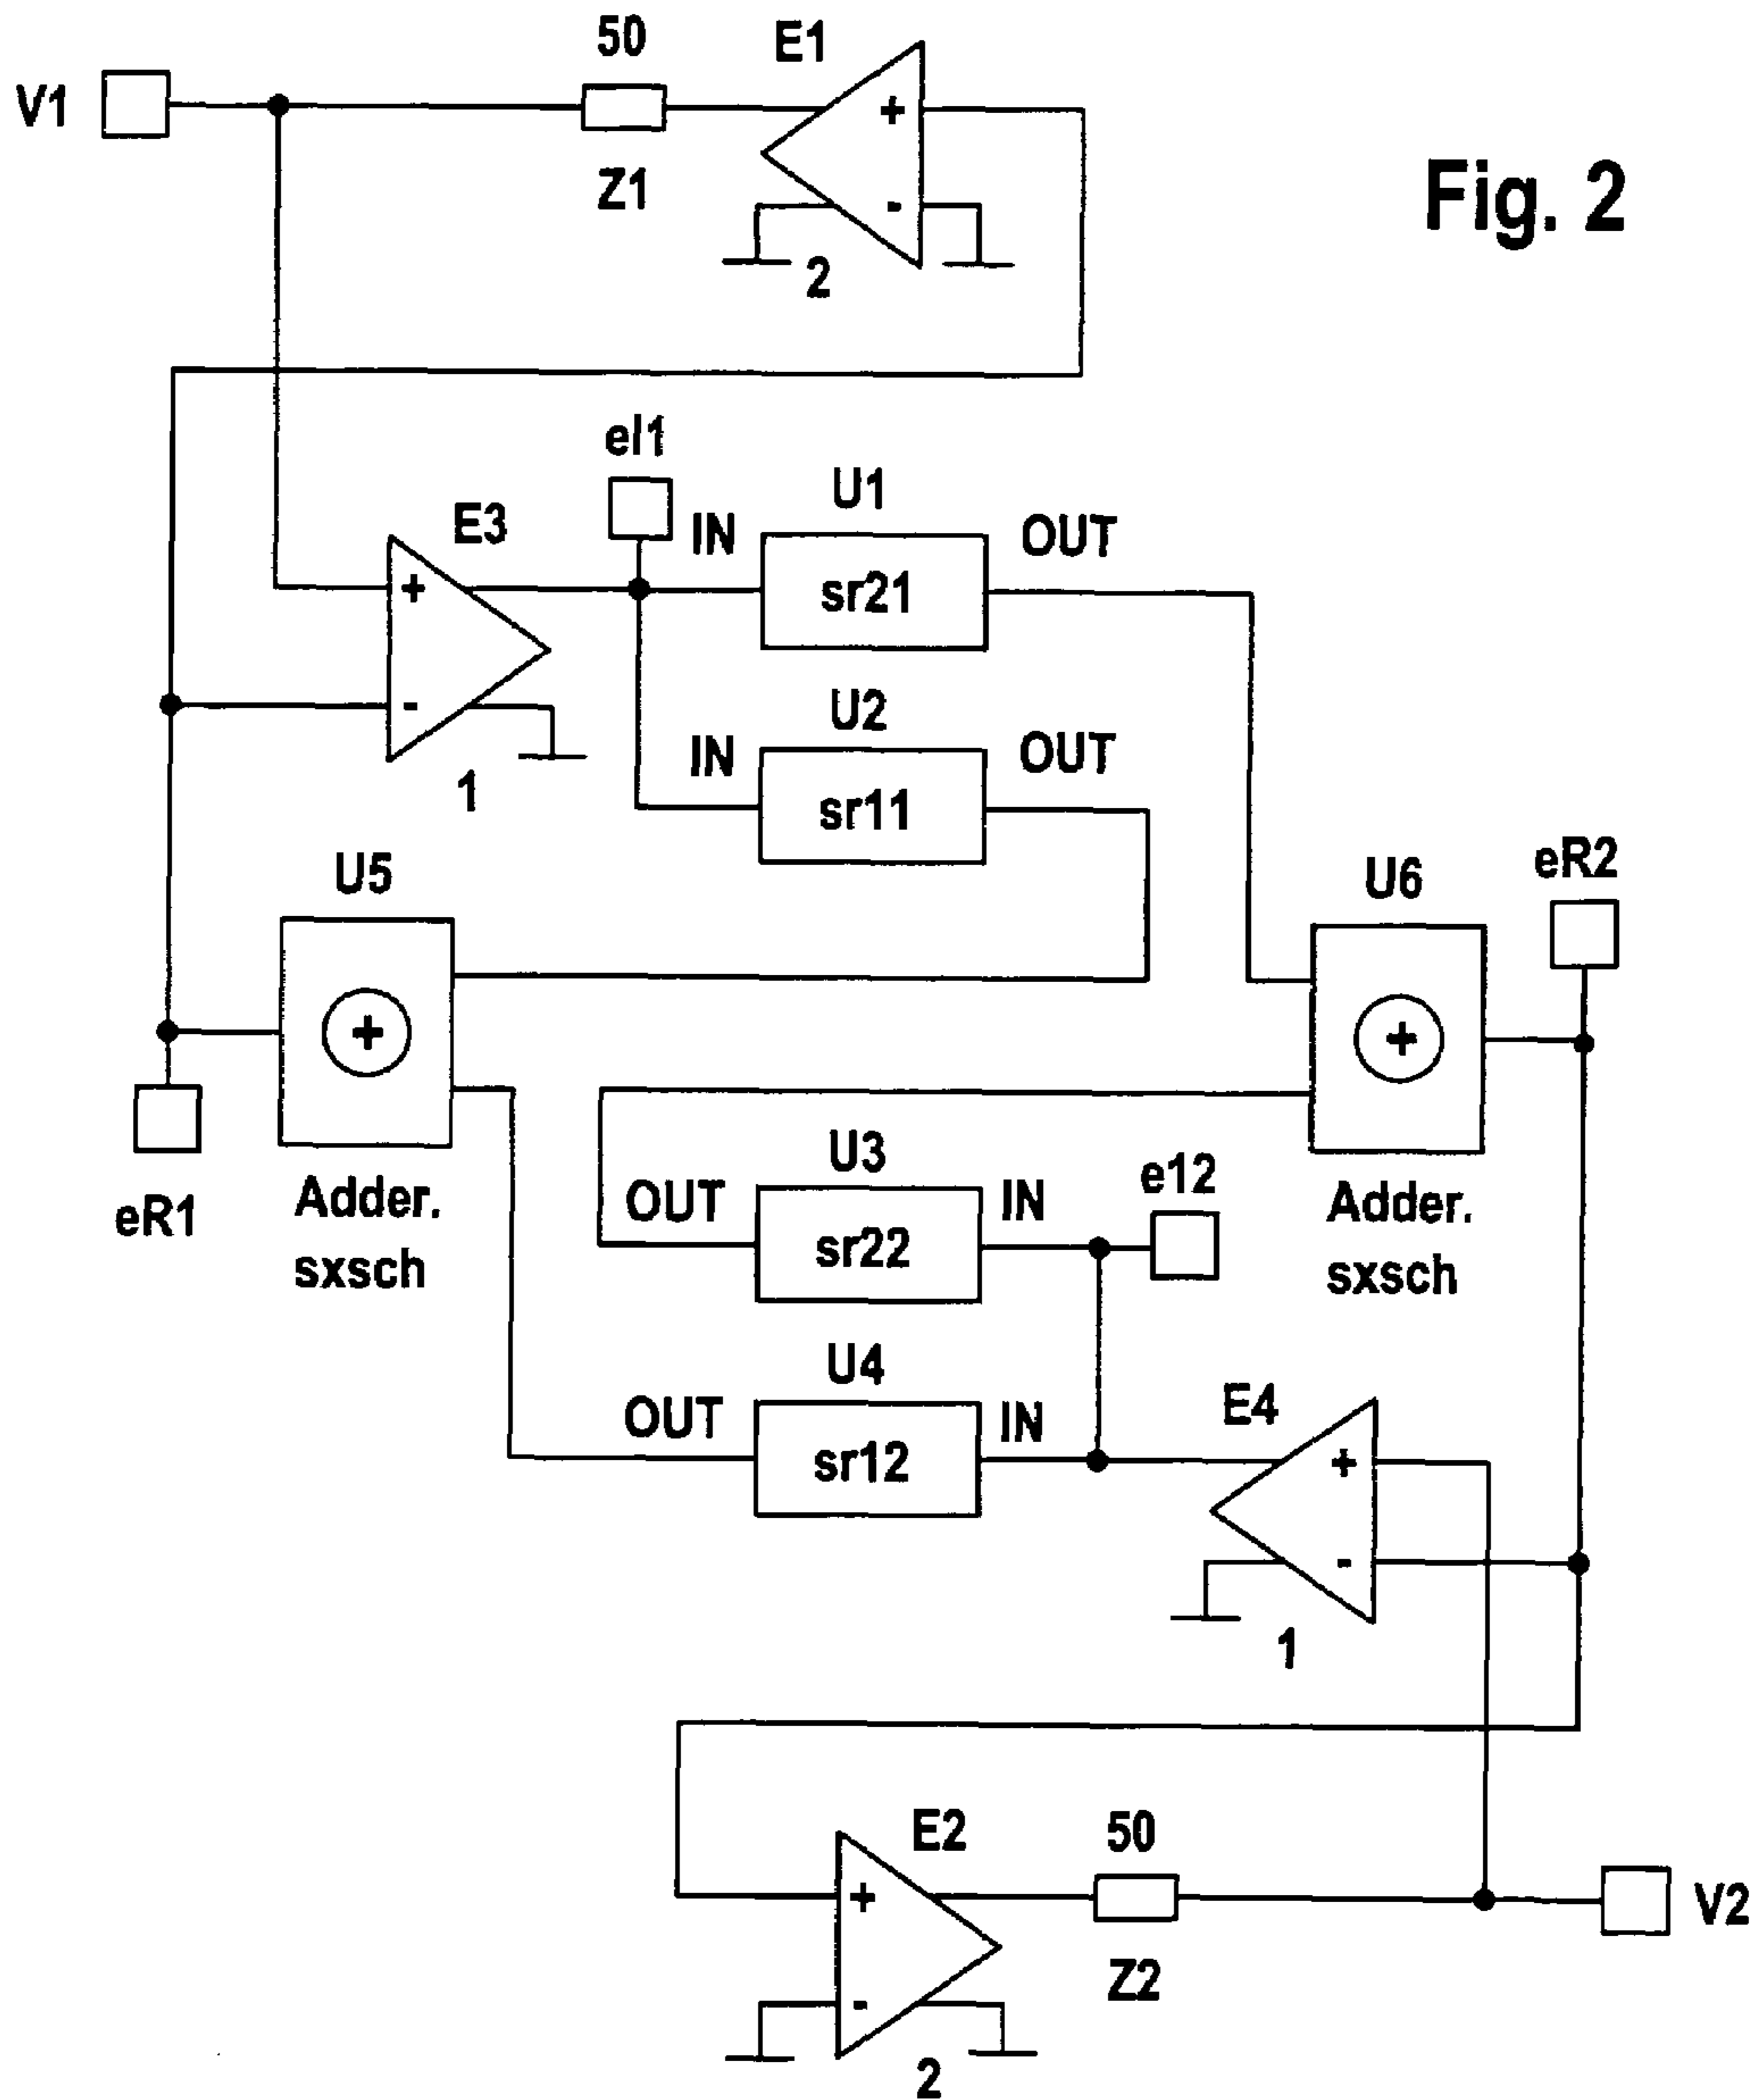 50
E1
V1
+
Z1
-
2
Fig. 2
eI1
E3
IN
U1
OUT
+
sr21
-
U2
IN
OUT
1
sr11
U5
U6
eR2
+
+
eR1
Adder.
sxsch
U3
OUT
IN
sr22
e12
Adder.
sxsch
U4
OUT
IN
sr12
E4
+
-
1
E2
50
+
V2
Z2
-
2